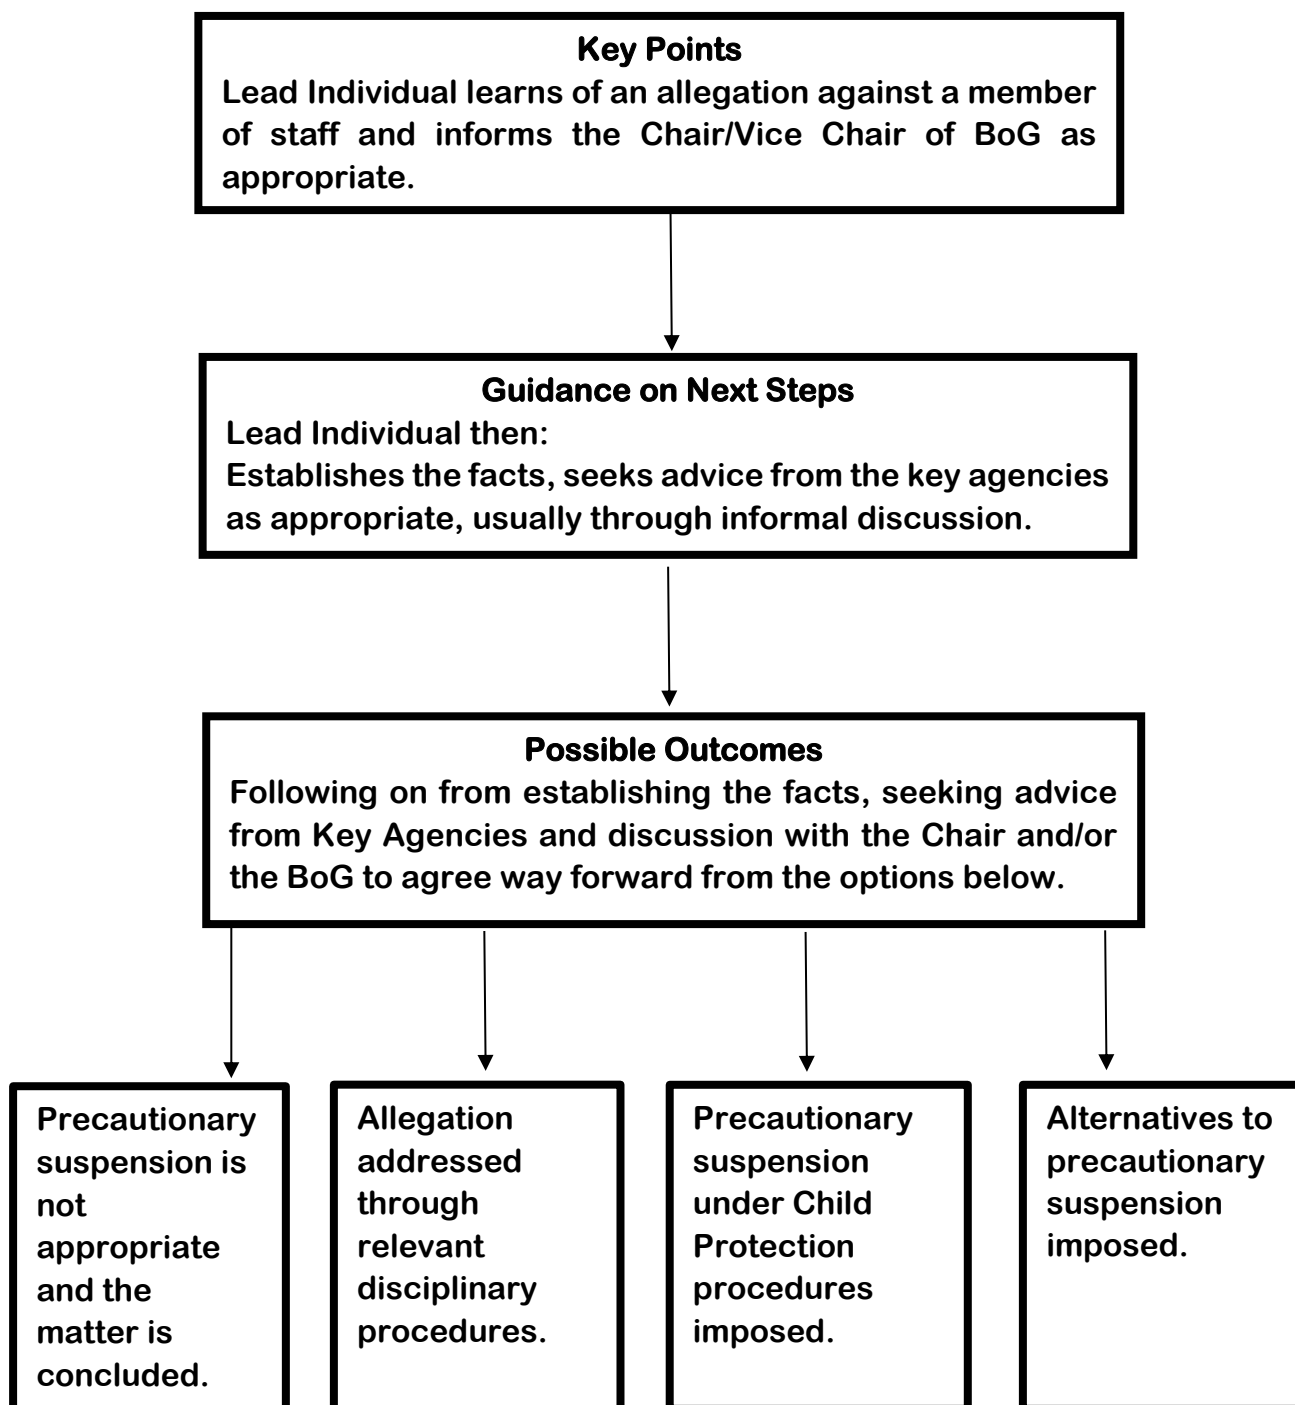 Key Points
Lead Individual learns of an allegation against a member
of staff and informs the Chair/Vice Chair of BoG as
appropriate.
Guidance on Next Steps
Lead Individual then:
Establishes the facts, seeks advice from the key agencies
as appropriate, usually through informal discussion.
Possible Outcomes
Following on from establishing the facts, seeking advice
from Key Agencies and discussion with the Chair and/or
the BoG to agree way forward from the options below.
Precautionary
suspension is
not
appropriate
and the
matter is
concluded.
Allegation
addressed
through
relevant
disciplinary
procedures.
Precautionary
suspension
under Child
Protection
procedures
imposed.
Alternatives to
precautionary
suspension
imposed.